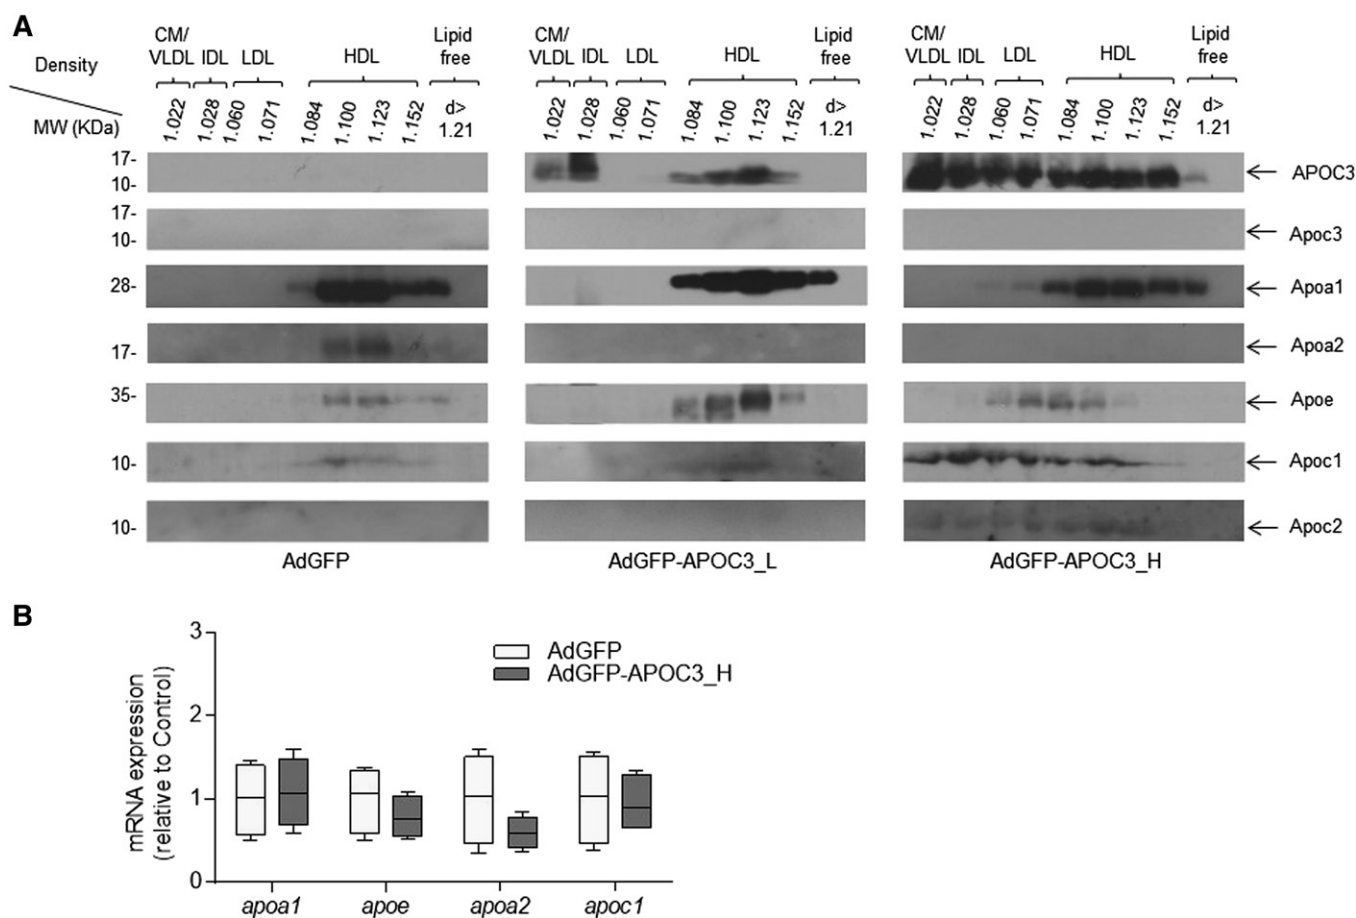 A
Density
MW (KDa)
CM/
VLDL IDL LDL HDL Lipid
free
1.022 1.028 1.060 1.071 1.084 1.100 1.123 1.152 d>
1.21
CM/
VLDL IDL LDL HDL Lipid
free
1.022 1.028 1.060 1.071 1.084 1.100 1.123 1.152 d>
1.21
CM/
VLDL IDL LDL HDL Lipid
free
1.022 1.028 1.060 1.071 1.084 1.100 1.123 1.152 d>
1.21
17-
10-
APOC3
17-
10-
Apoc3
28-
Apoa1
17-
Apoa2
35-
Apoe
10-
Apoc1
10-
Apoc2
AdGFP
AdGFP-APOC3_L
AdGFP-APOC3_H
B
mRNA expression
(relative to Control)
3
2
1
0
AdGFP
AdGFP-APOC3_H
apoa1 apoe apoa2 apoc1